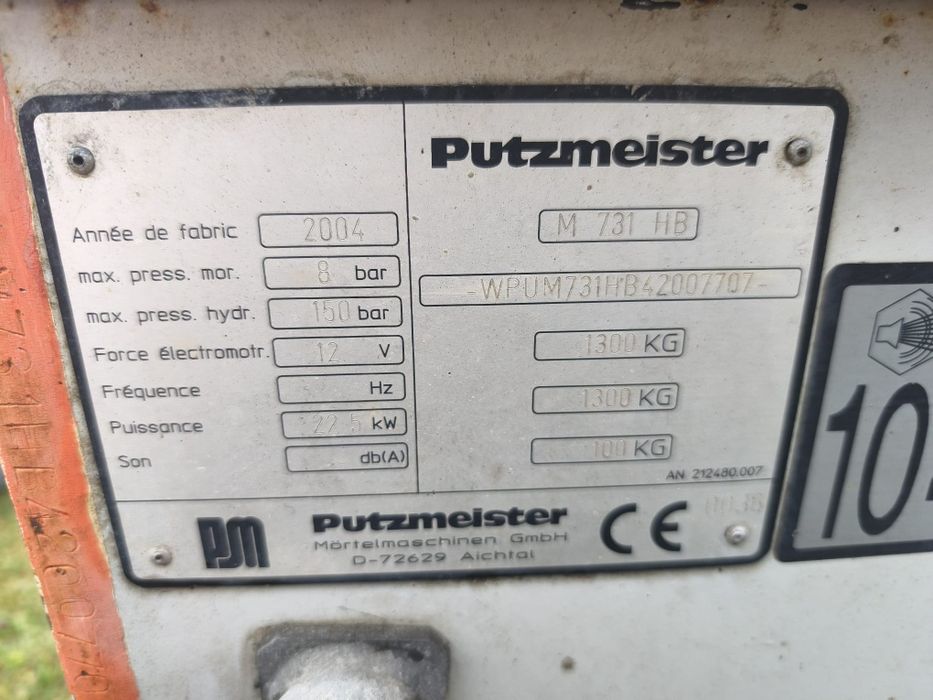 Putzmeister
Année de fabric 2004
max. press. mor. 8 bar
max. press. hydr. 150 bar
Force électromotr. 12 V
Fréquence Hz
Puissance 22.5 kW
Son db(A)
M 731 HB
-WPUM731HB42007707-
1300 KG
1300 KG
100 KG
AN 212480.007
PM
Putzmeister
Mörtelmaschinen GmbH
D-72629 Aichtal
CE
10